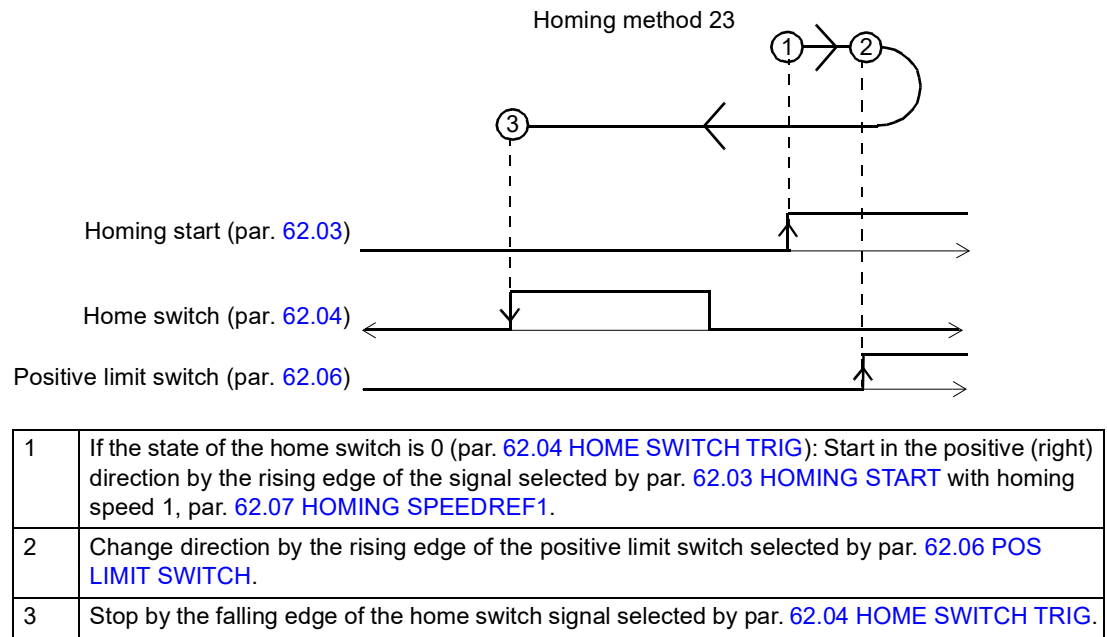 Homing method 23
1
2
3
Homing start (par. 62.03)
Home switch (par. 62.04)
Positive limit switch (par. 62.06)
1 If the state of the home switch is 0 (par. 62.04 HOME SWITCH TRIG): Start in the positive (right)
direction by the rising edge of the signal selected by par. 62.03 HOMING START with homing
speed 1, par. 62.07 HOMING SPEEDREF1.
2 Change direction by the rising edge of the positive limit switch selected by par. 62.06 POS
LIMIT SWITCH.
3 Stop by the falling edge of the home switch signal selected by par. 62.04 HOME SWITCH TRIG.